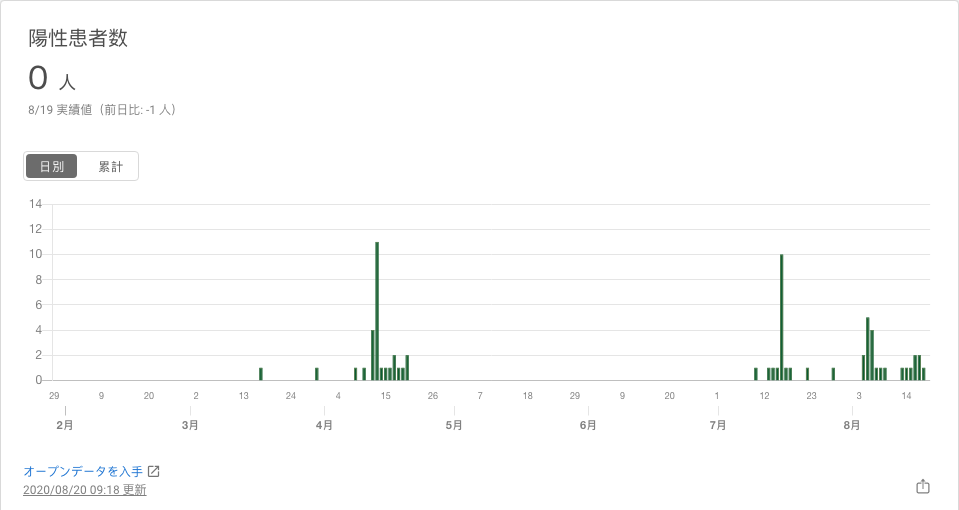 陽性患者数
0 人
8/19 実績値（前日比: -1 人）
日別 累計
14
12
10
8
6
4
2
0
29 9 20 2 13 24 4 15 26 7 18 29 9 20 1 12 23 3 14
2月 3月 4月 5月 6月 7月 8月
オープンデータを入手
2020/08/20 09:18 更新